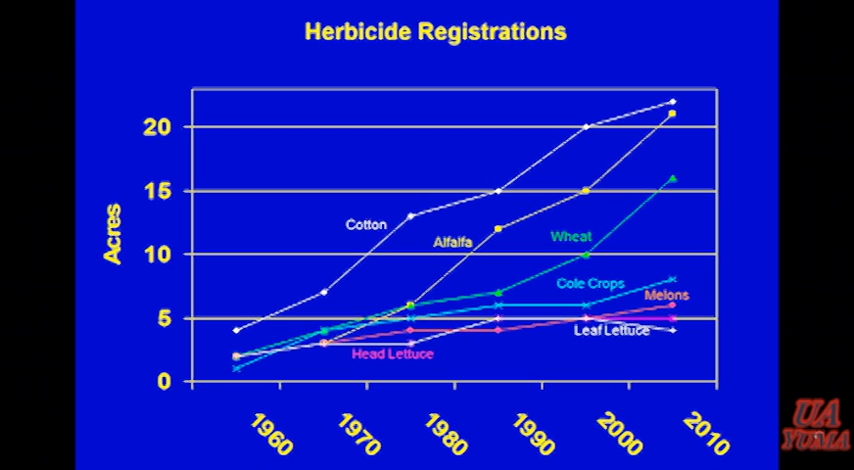 Herbicide Registrations
Acres
20
15
10
5
0
Cotton
Alfalfa
Wheat
Cole Crops
Melons
Leaf Lettuce
Head Lettuce
1960
1970
1980
1990
2000
2010
UA
YUMA